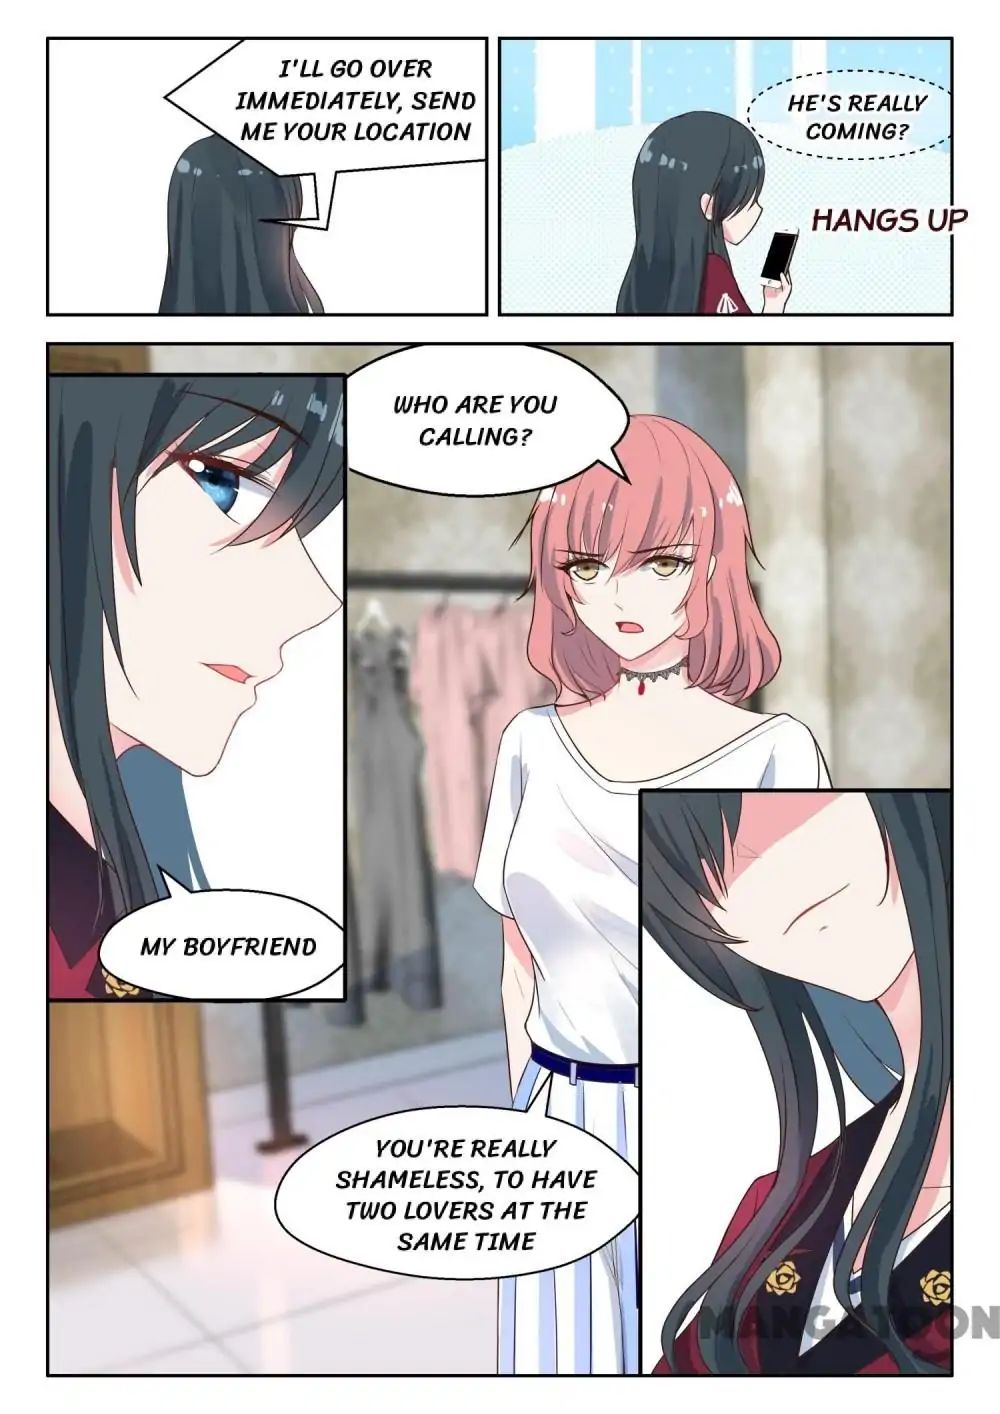 I'LL GO OVER
IMMEDIATELY, SEND
ME YOUR LOCATION
HE'S REALLY
COMING?
HANGS UP
WHO ARE YOU
CALLING?
MY BOYFRIEND
YOU'RE REALLY
SHAMELESS, TO HAVE
TWO LOVERS AT THE
SAME TIME
MANGATOON